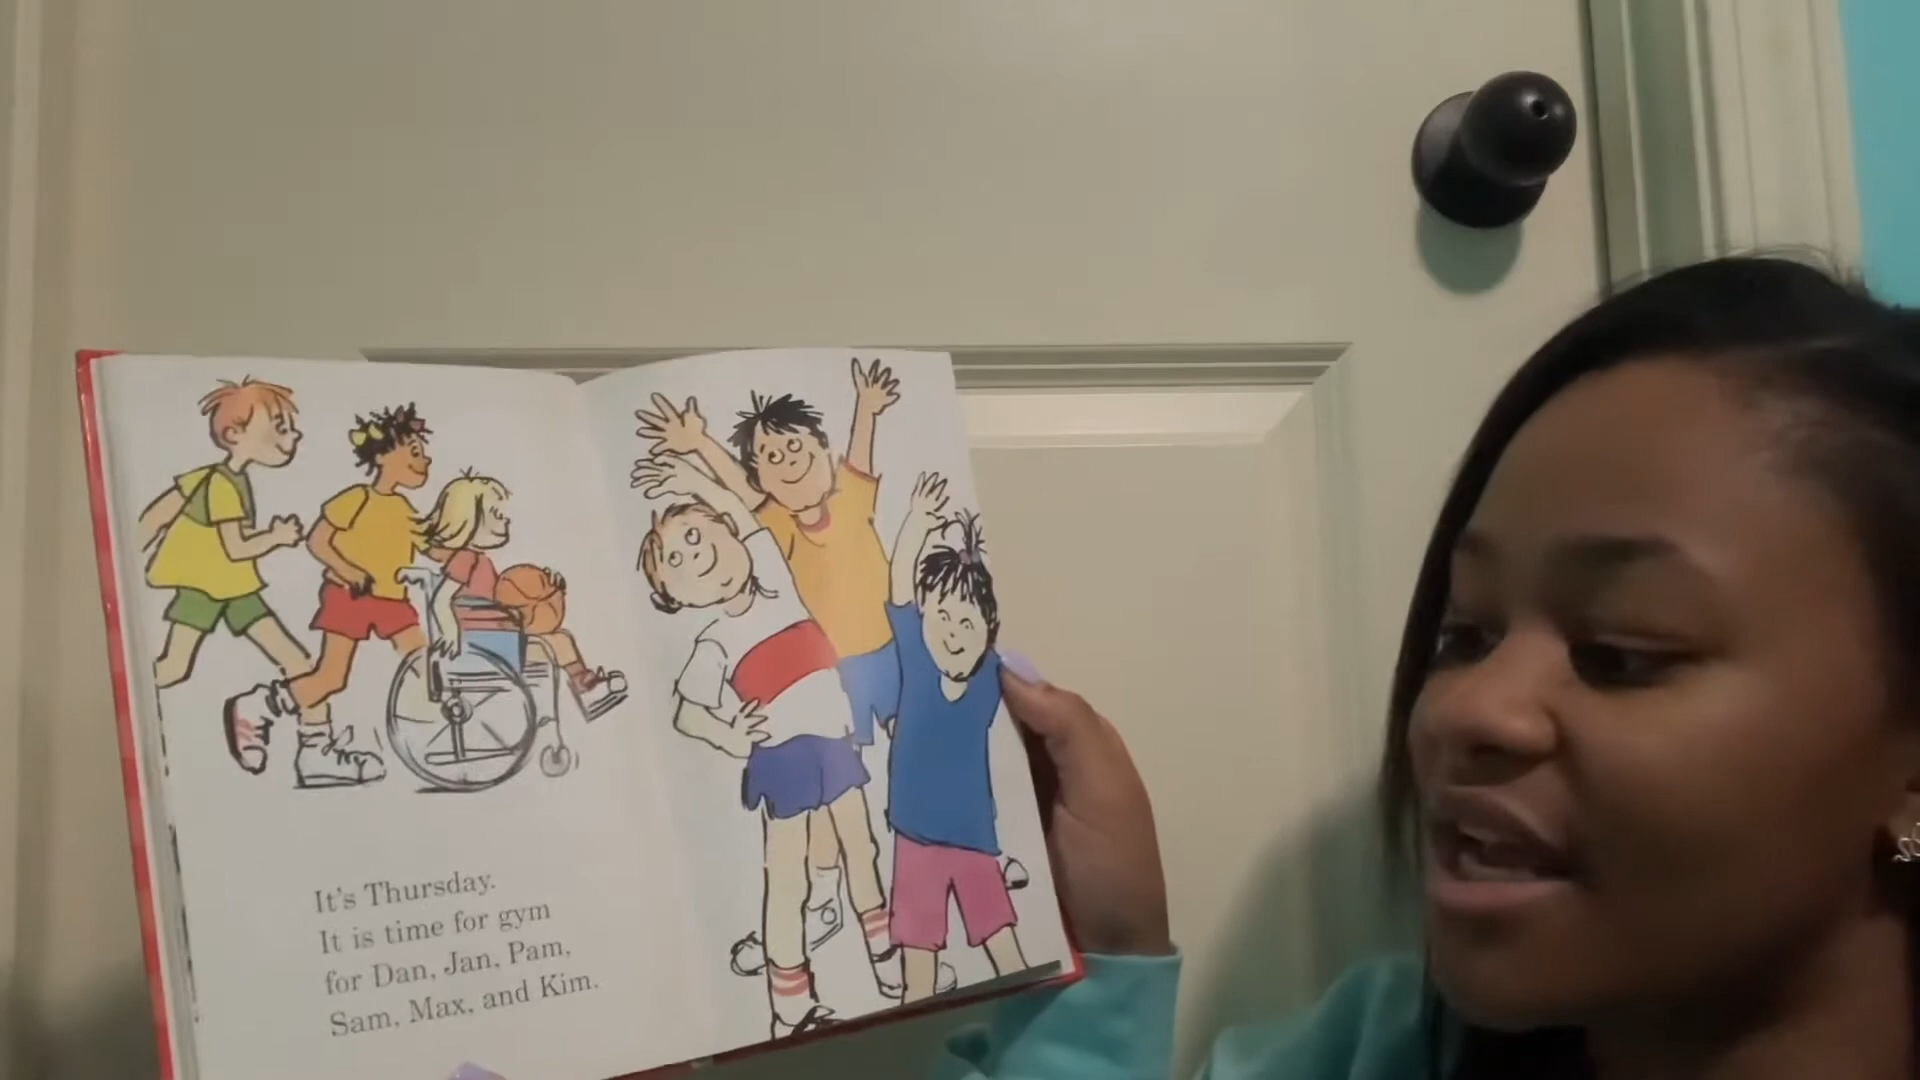 It's Thursday.
It is time for gym
for Dan, Jan, Pam,
Sam, Max, and Kim.